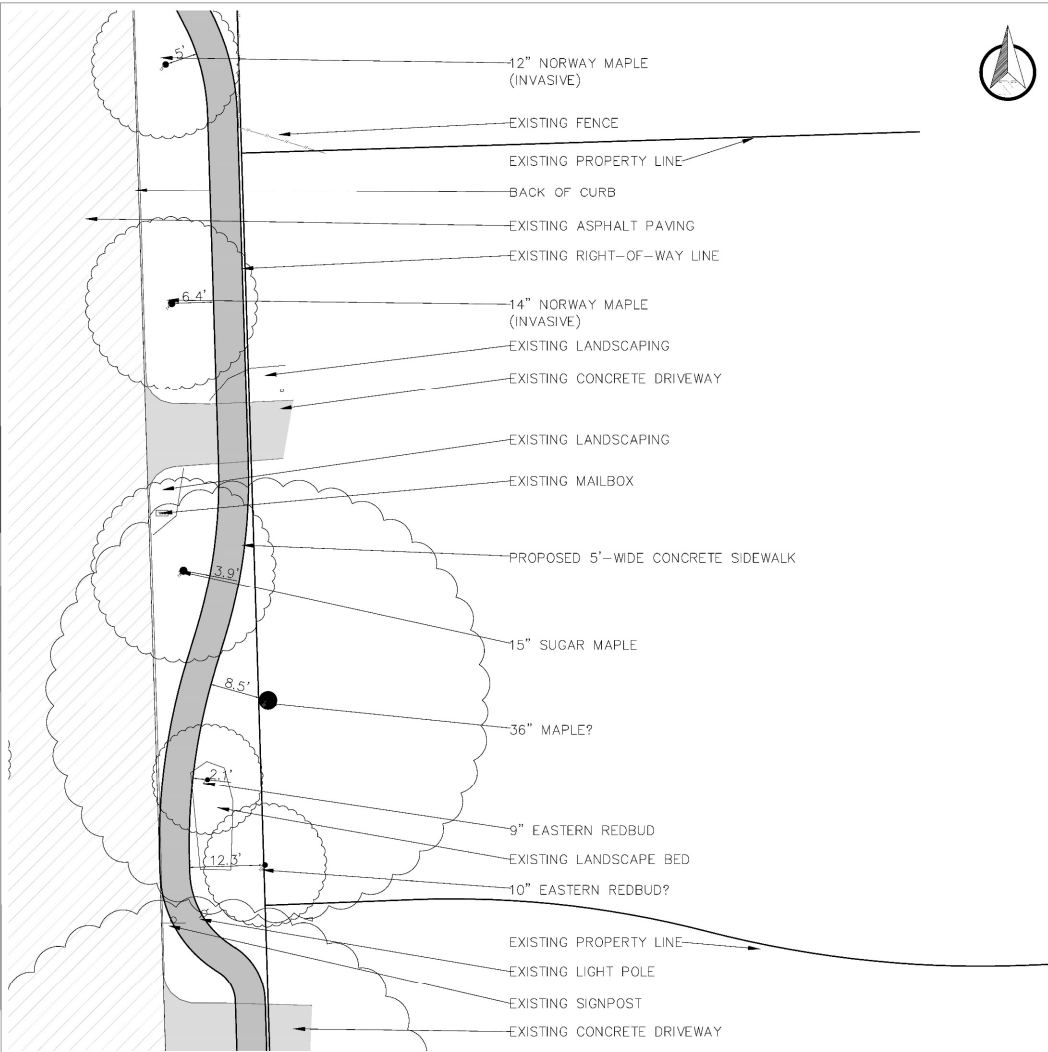 5'
12" NORWAY MAPLE
(INVASIVE)
EXISTING FENCE
EXISTING PROPERTY LINE
BACK OF CURB
EXISTING ASPHALT PAVING
EXISTING RIGHT-OF-WAY LINE
6.4'
14" NORWAY MAPLE
(INVASIVE)
EXISTING LANDSCAPING
EXISTING CONCRETE DRIVEWAY
EXISTING LANDSCAPING
EXISTING MAILBOX
PROPOSED 5'-WIDE CONCRETE SIDEWALK
3.9'
15" SUGAR MAPLE
8.5'
36" MAPLE?
2.1'
9" EASTERN REDBUD
EXISTING LANDSCAPE BED
12.3'
10" EASTERN REDBUD?
EXISTING PROPERTY LINE
EXISTING LIGHT POLE
EXISTING SIGNPOST
EXISTING CONCRETE DRIVEWAY